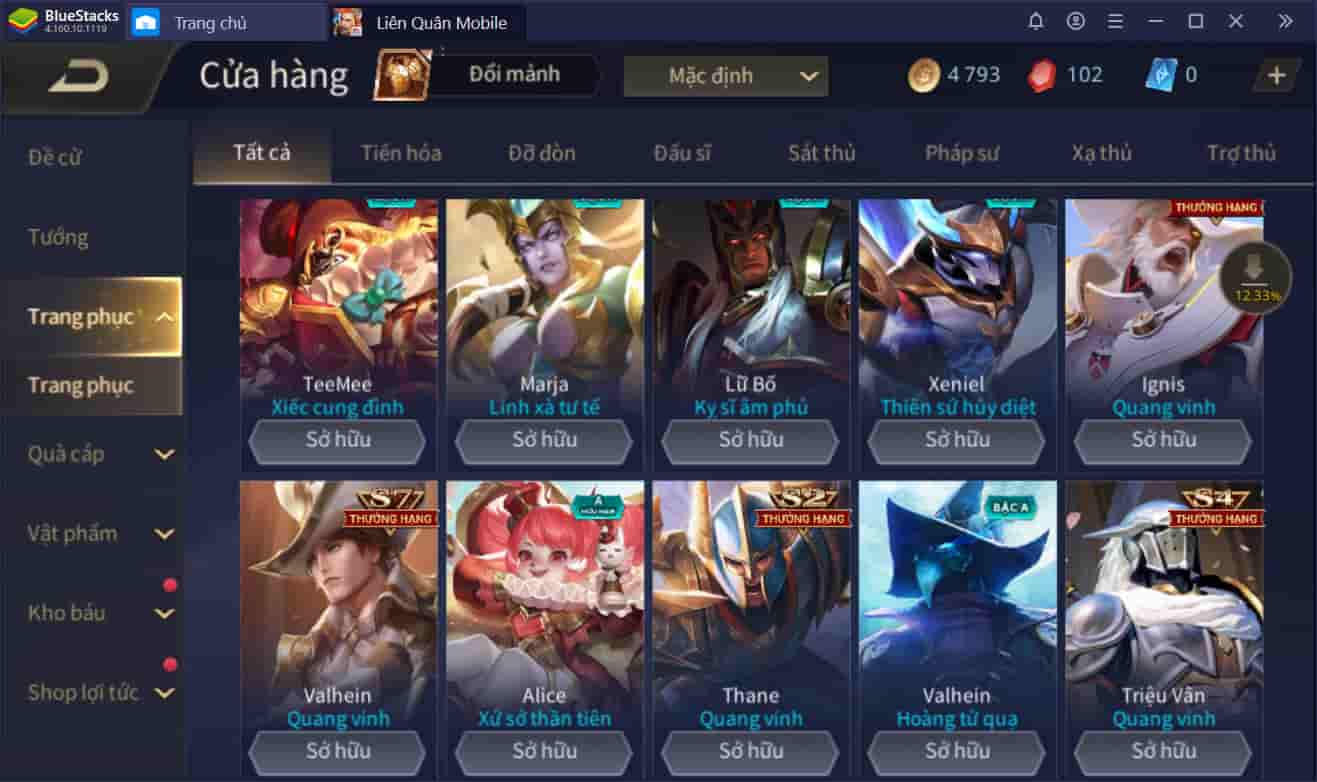 BlueStacks
4.160.10.1119
Trang chủ
Liên Quân Mobile
Cửa hàng
Đổi mảnh
Mặc định
4 793
102
0
Đề cử
Tướng
Trang phục
Trang phục
Quà cáp
Vật phẩm
Kho báu
Shop lợi tức
Tất cả
Tiến hóa
Đỡ đòn
Đấu sĩ
Sát thủ
Pháp sư
Xạ thủ
Trợ thủ
12.33%
TeeMee
Xiếc cung đình
Sở hữu
Marja
Linh xà tư tế
Sở hữu
Lữ Bố
Kỵ sĩ âm phủ
Sở hữu
Xeniel
Thiên sứ hủy diệt
Sở hữu
THƯỞNG HẠNG
Ignis
Quang vinh
Sở hữu
S7
THƯỞNG HẠNG
Valhein
Quang vinh
Sở hữu
A
HỮU HẠN
Alice
Xứ sở thần tiên
Sở hữu
S2
THƯỞNG HẠNG
Thane
Quang vinh
Sở hữu
BẬC A
Valhein
Hoàng tử quạ
Sở hữu
S4
THƯỞNG HẠNG
Triệu Vân
Quang vinh
Sở hữu